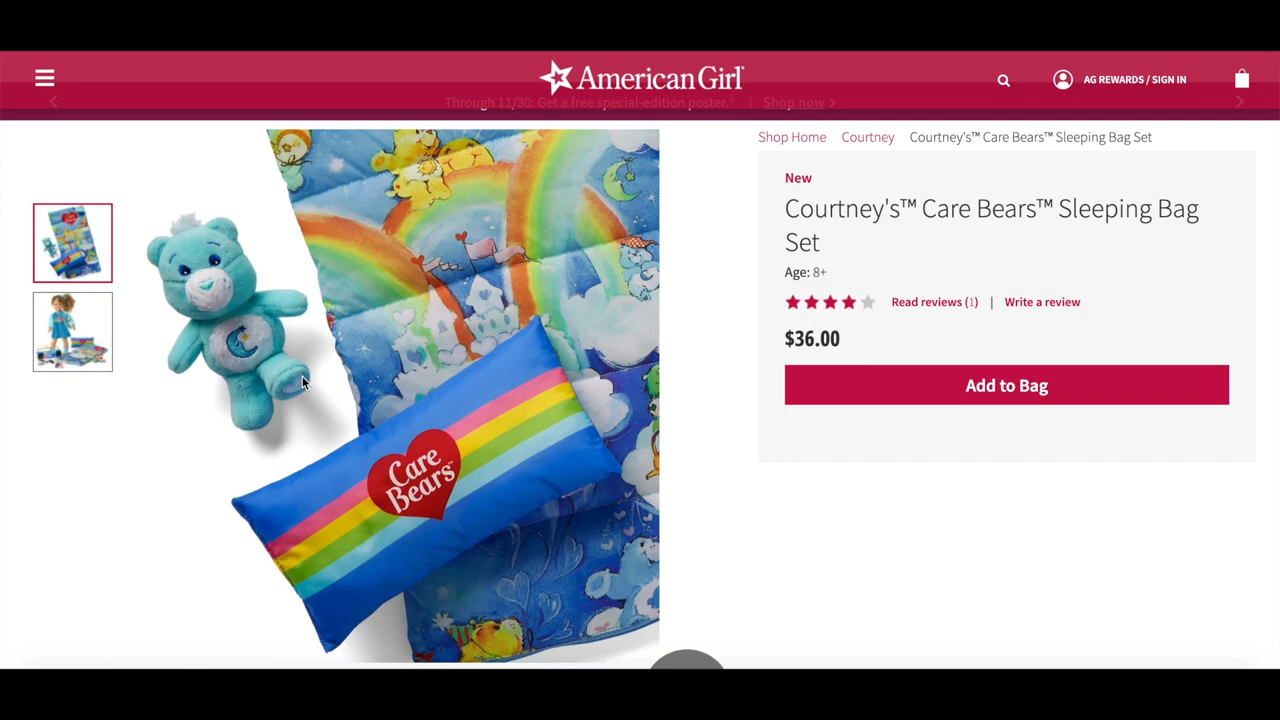 American Girl
AG REWARDS / SIGN IN
Through 11/30: Get a free special-edition poster.³ | Shop now >
Shop Home Courtney Courtney's™ Care Bears™ Sleeping Bag Set
New
Courtney's™ Care Bears™ Sleeping Bag
Set
Age: 8+
Read reviews (1) | Write a review
$36.00
Add to Bag
Care
Bears™